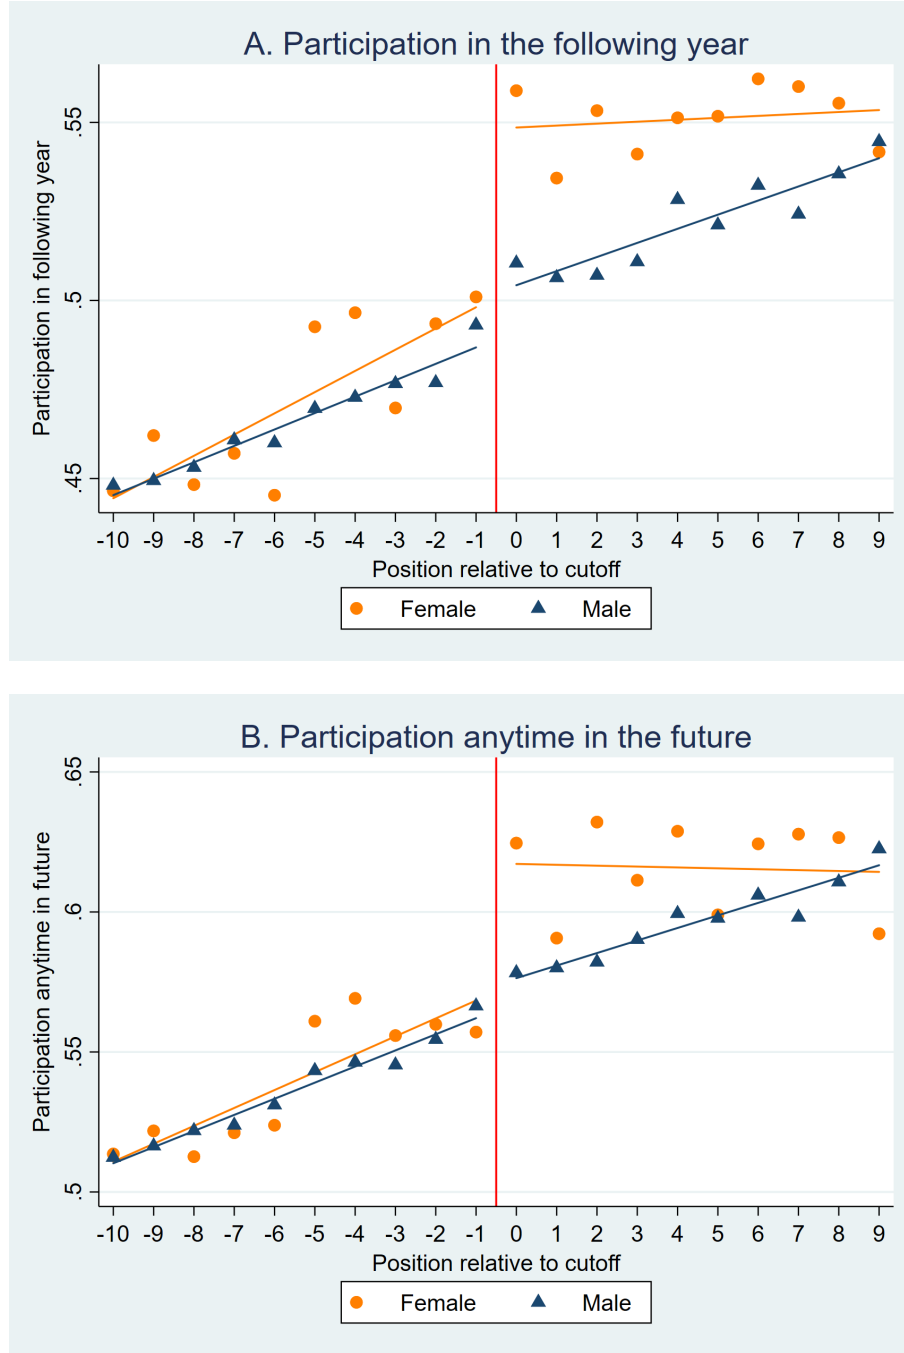 A. Participation in the following year
Participation in following year
.55
.5
.45
-10 -9 -8 -7 -6 -5 -4 -3 -2 -1 0 1 2 3 4 5 6 7 8 9
Position relative to cutoff
Female Male
B. Participation anytime in the future
Participation anytime in future
.65
.6
.55
.5
-10 -9 -8 -7 -6 -5 -4 -3 -2 -1 0 1 2 3 4 5 6 7 8 9
Position relative to cutoff
Female Male